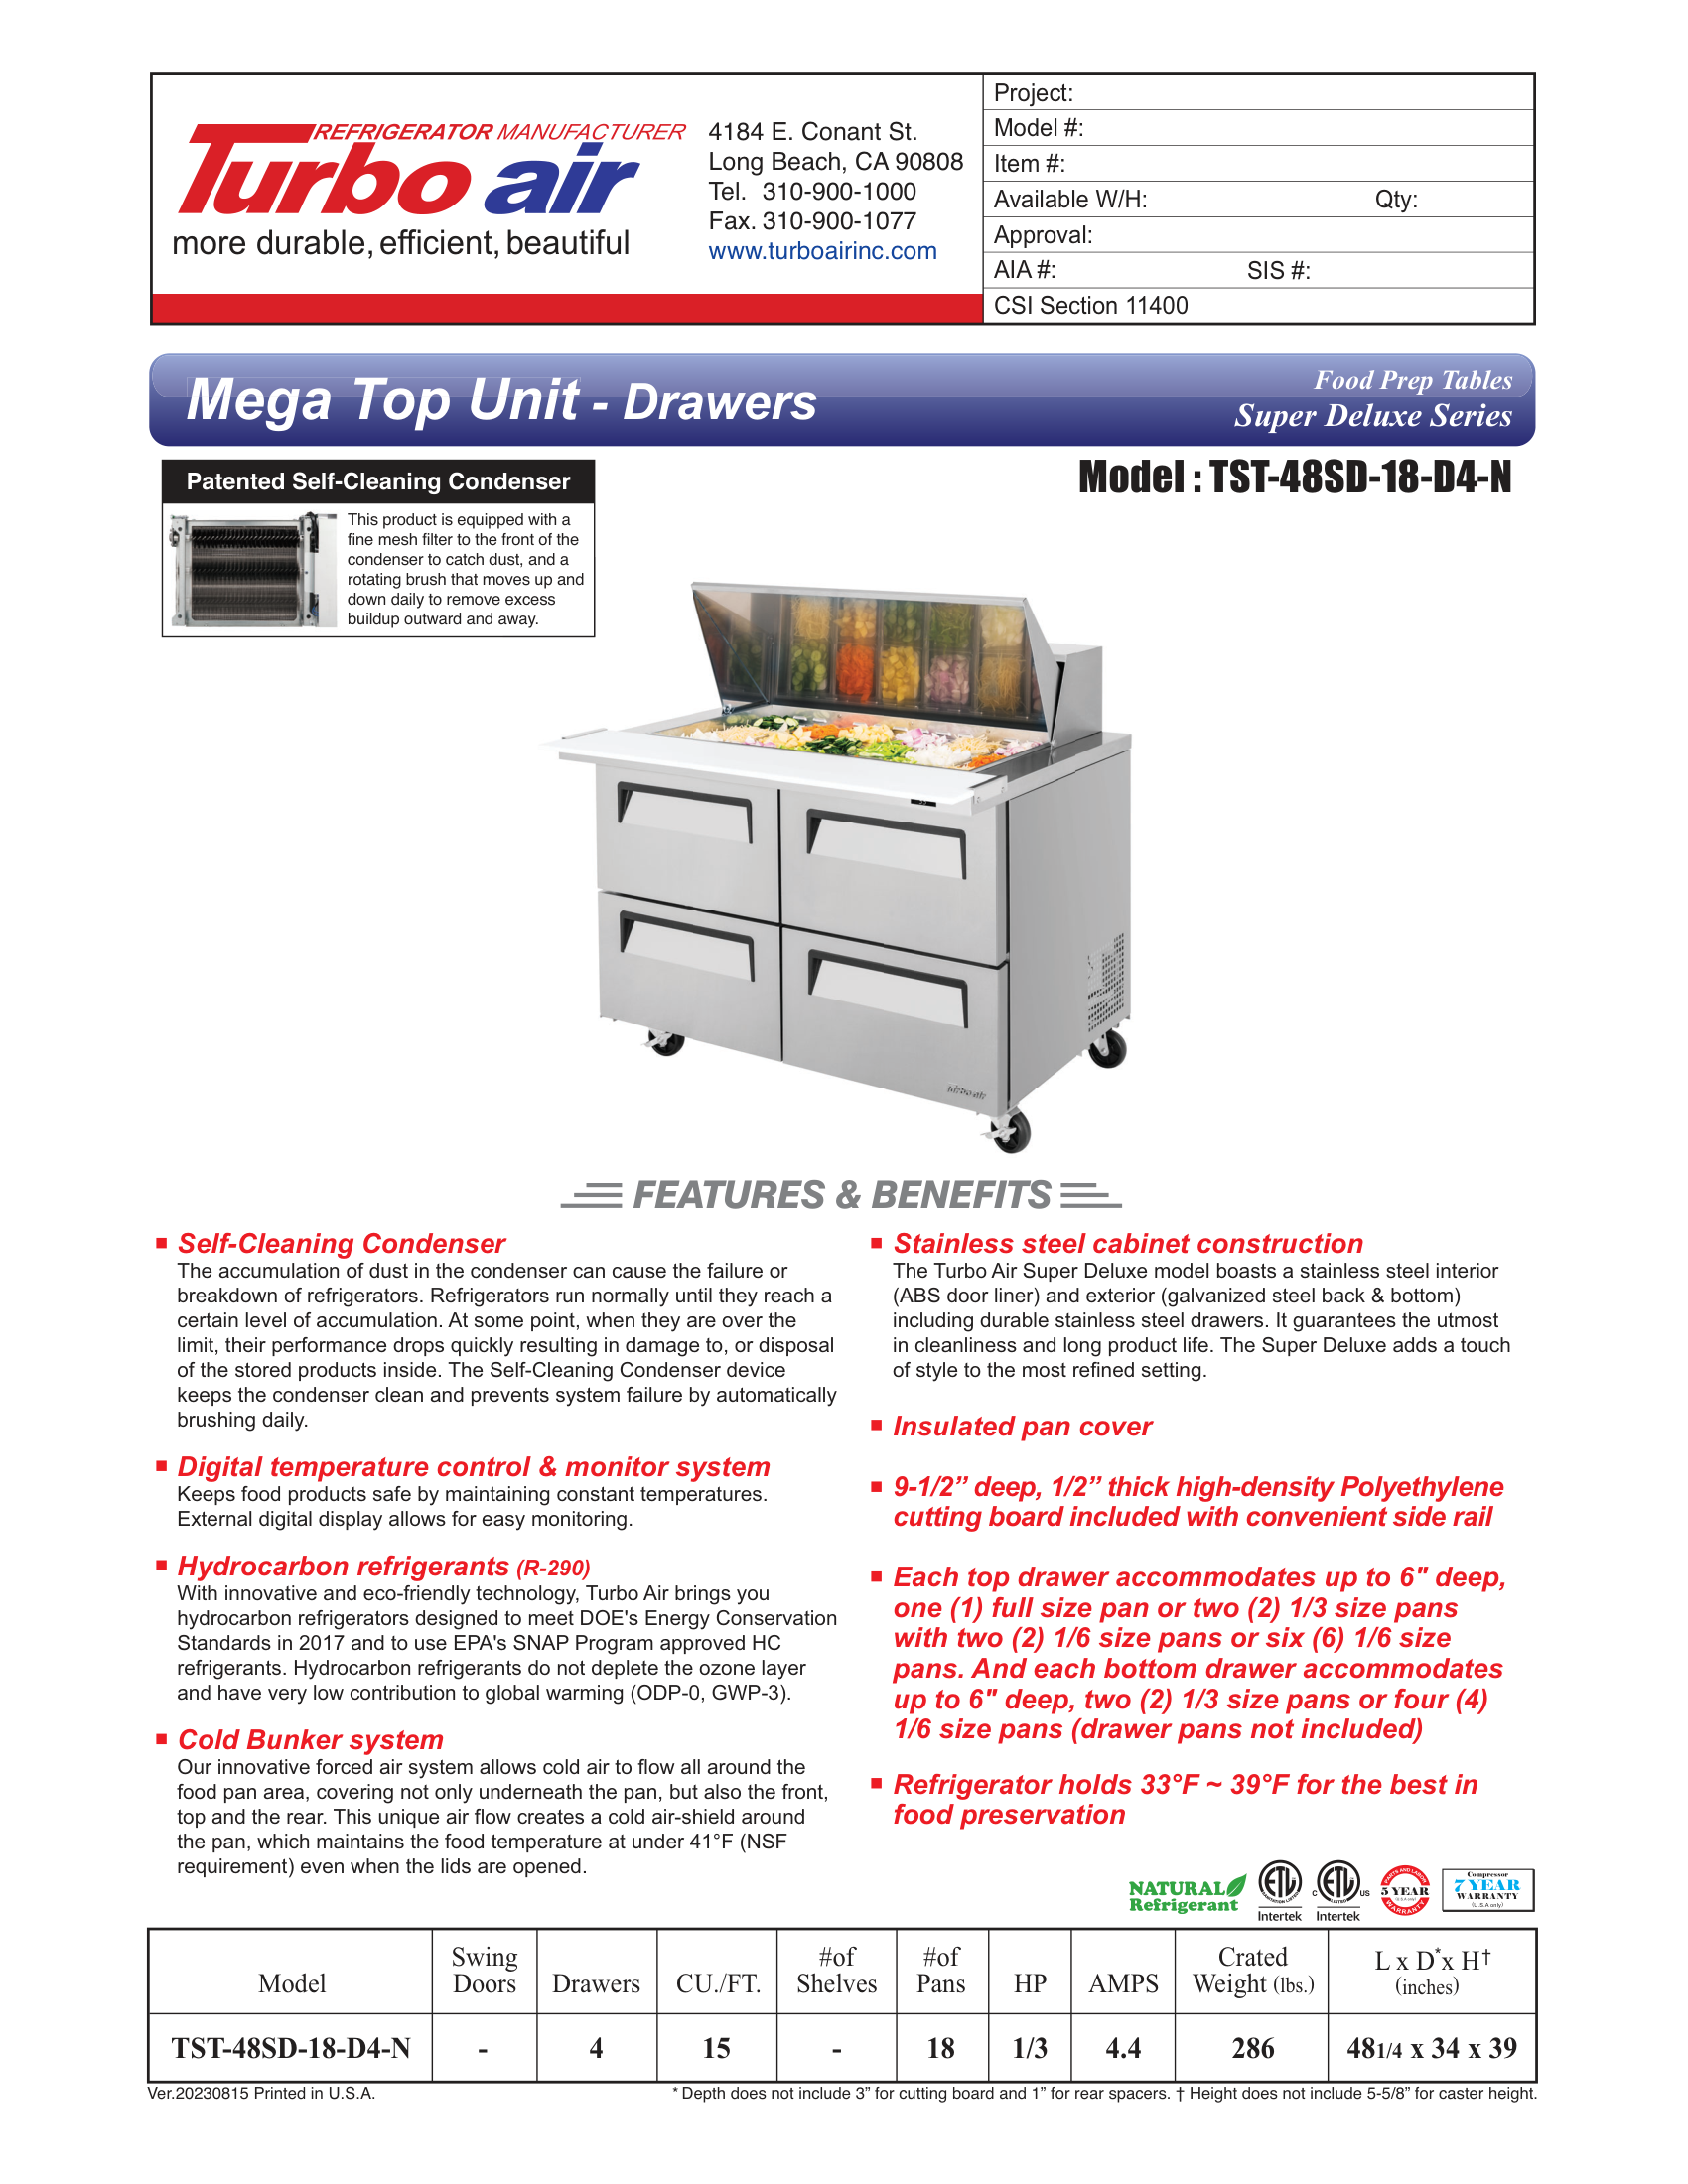 REFRIGERATOR MANUFACTURER
Turbo air
more durable, efficient, beautiful
4184 E. Conant St.
Long Beach, CA 90808
Tel. 310-900-1000
Fax. 310-900-1077
www.turboairinc.com
Project:
Model #:
Item #:
Available W/H: Qty:
Approval:
AIA #: SIS #:
CSI Section 11400
Mega Top Unit - Drawers
Food Prep Tables
Super Deluxe Series
Patented Self-Cleaning Condenser
This product is equipped with a
fine mesh filter to the front of the
condenser to catch dust, and a
rotating brush that moves up and
down daily to remove excess
buildup outward and away.
Model : TST-48SD-18-D4-N
Turbo air
FEATURES & BENEFITS
Self-Cleaning Condenser
The accumulation of dust in the condenser can cause the failure or
breakdown of refrigerators. Refrigerators run normally until they reach a
certain level of accumulation. At some point, when they are over the
limit, their performance drops quickly resulting in damage to, or disposal
of the stored products inside. The Self-Cleaning Condenser device
keeps the condenser clean and prevents system failure by automatically
brushing daily.
Digital temperature control & monitor system
Keeps food products safe by maintaining constant temperatures.
External digital display allows for easy monitoring.
Hydrocarbon refrigerants (R-290)
With innovative and eco-friendly technology, Turbo Air brings you
hydrocarbon refrigerators designed to meet DOE's Energy Conservation
Standards in 2017 and to use EPA's SNAP Program approved HC
refrigerants. Hydrocarbon refrigerants do not deplete the ozone layer
and have very low contribution to global warming (ODP-0, GWP-3).
Cold Bunker system
Our innovative forced air system allows cold air to flow all around the
food pan area, covering not only underneath the pan, but also the front,
top and the rear. This unique air flow creates a cold air-shield around
the pan, which maintains the food temperature at under 41°F (NSF
requirement) even when the lids are opened.
Stainless steel cabinet construction
The Turbo Air Super Deluxe model boasts a stainless steel interior
(ABS door liner) and exterior (galvanized steel back & bottom)
including durable stainless steel drawers. It guarantees the utmost
in cleanliness and long product life. The Super Deluxe adds a touch
of style to the most refined setting.
Insulated pan cover
9-1/2” deep, 1/2” thick high-density Polyethylene
cutting board included with convenient side rail
Each top drawer accommodates up to 6" deep,
one (1) full size pan or two (2) 1/3 size pans
with two (2) 1/6 size pans or six (6) 1/6 size
pans. And each bottom drawer accommodates
up to 6" deep, two (2) 1/3 size pans or four (4)
1/6 size pans (drawer pans not included)
Refrigerator holds 33°F ~ 39°F for the best in
food preservation
NATURAL
Refrigerant
ETL
SANITATION LISTED
Intertek
C ETL US
LISTED
Intertek
PARTS AND LABOR
5 YEAR
(U.S.A only)
WARRANTY
Compressor
7 YEAR
WARRANTY
(U.S.A only)
Model Swing Doors Drawers CU./FT. #of Shelves #of Pans HP AMPS Crated Weight (lbs.) L x D* x H† (inches)
TST-48SD-18-D4-N - 4 15 - 18 1/3 4.4 286 48 1/4 x 34 x 39
Ver.20230815 Printed in U.S.A.
* Depth does not include 3” for cutting board and 1” for rear spacers. † Height does not include 5-5/8” for caster height.